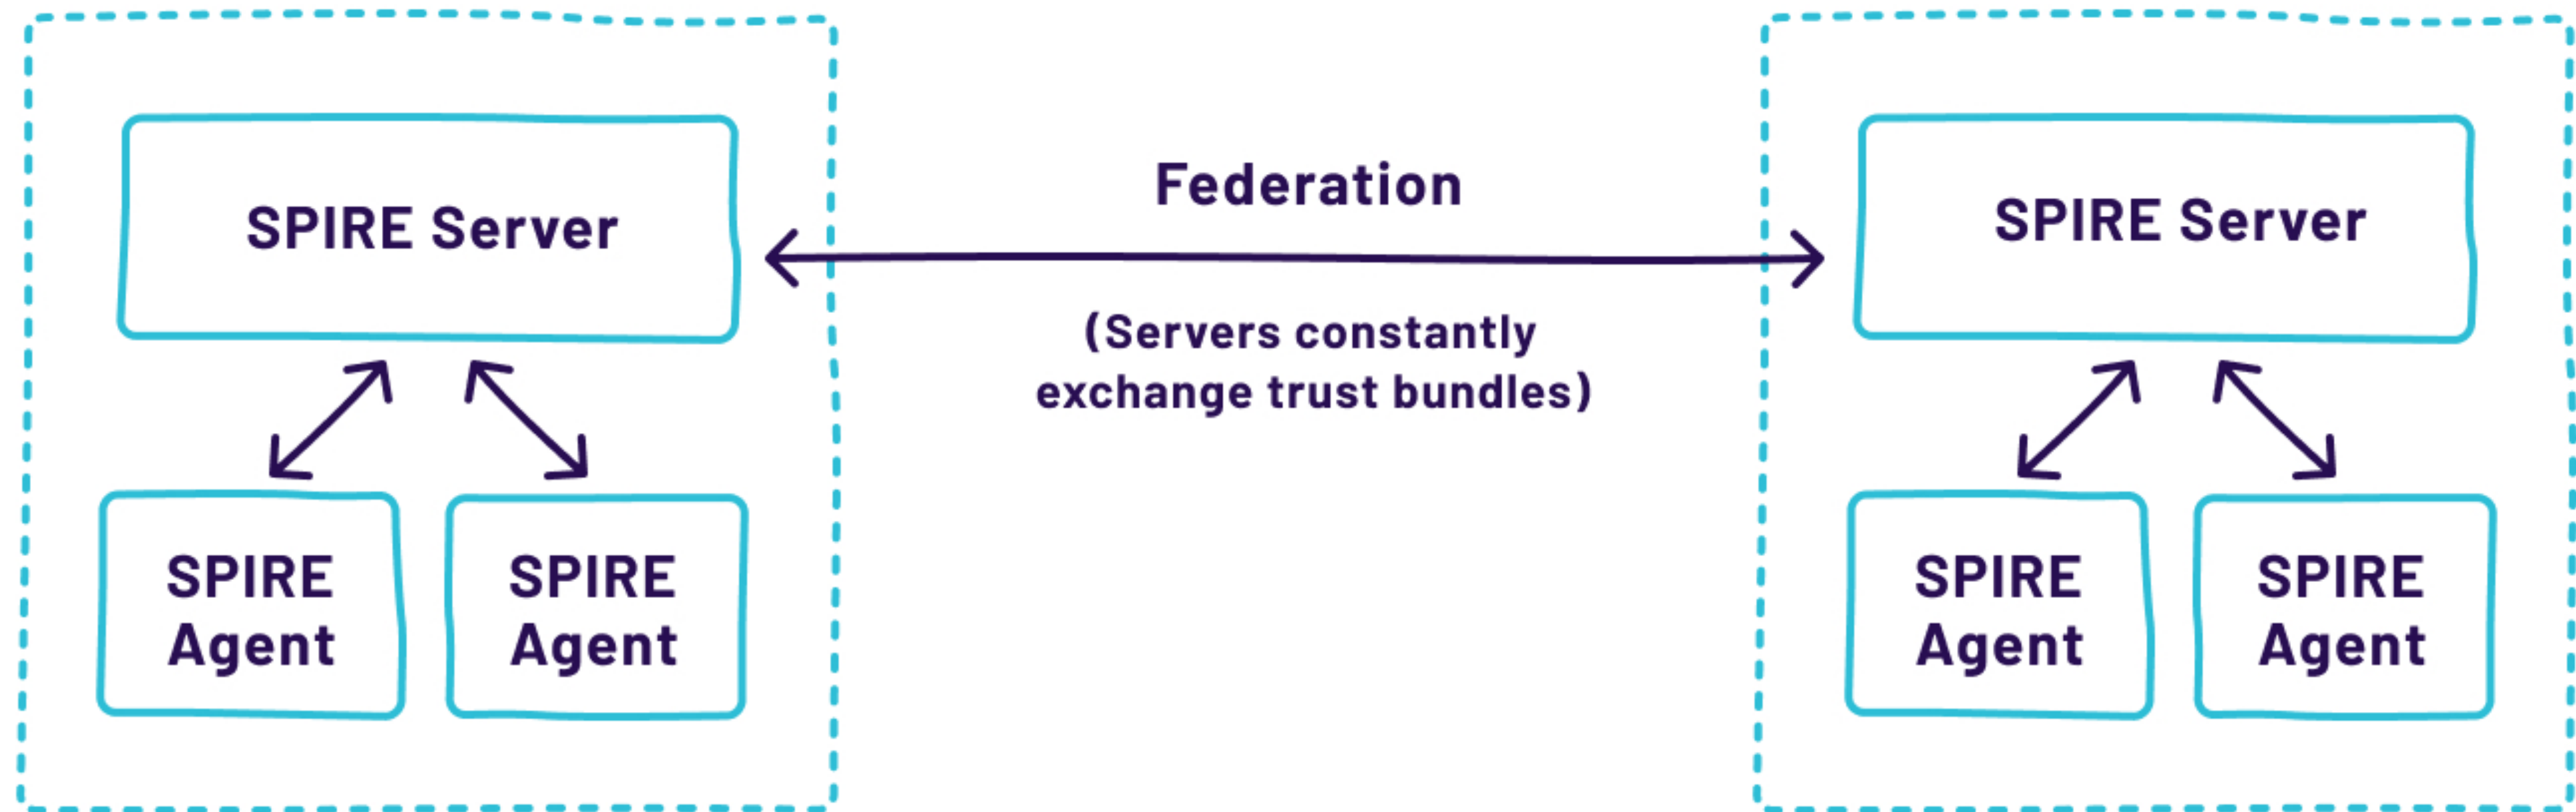 SPIRE Server
SPIRE
Agent
SPIRE
Agent
Federation
(Servers constantly
exchange trust bundles)
SPIRE Server
SPIRE
Agent
SPIRE
Agent